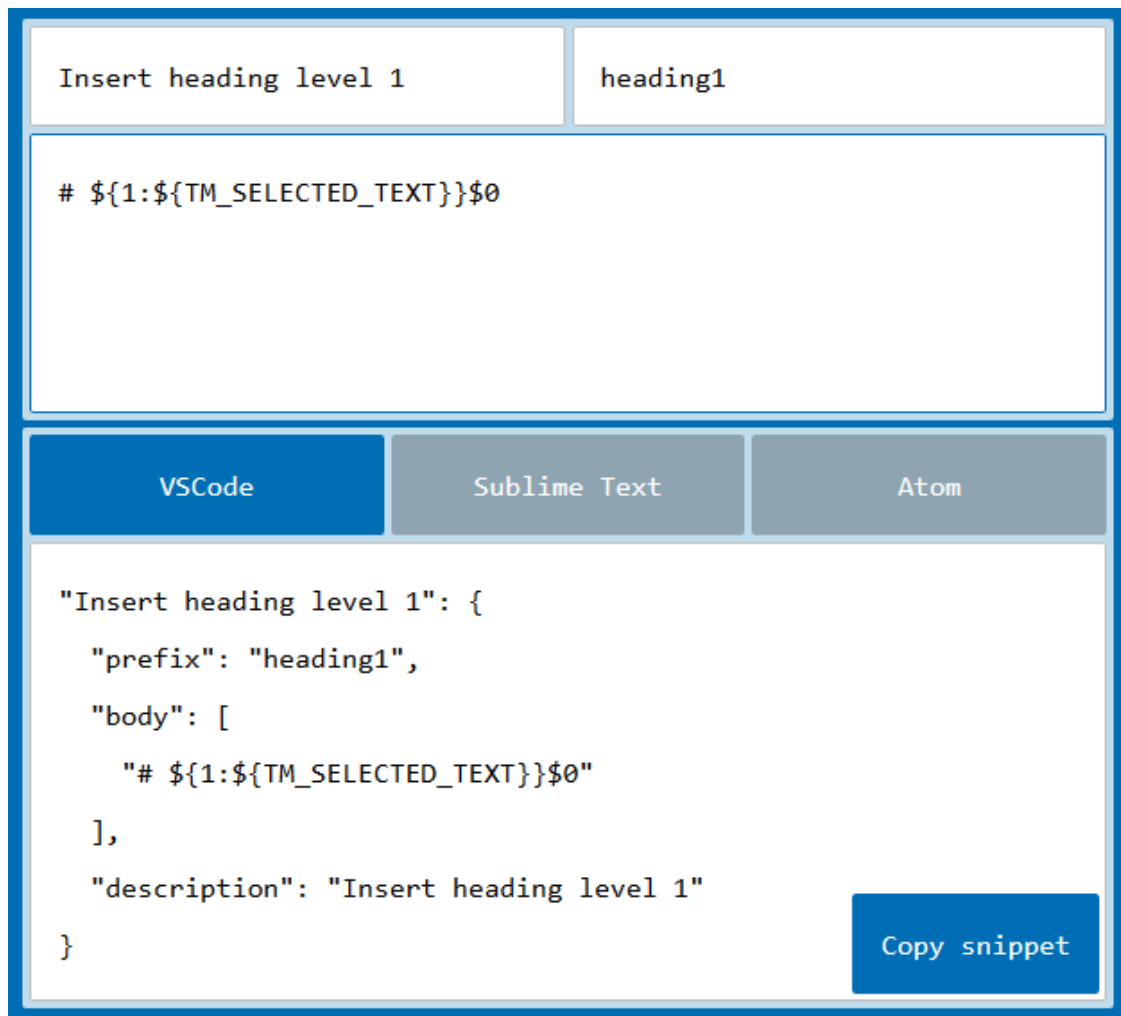 Insert heading level 1
heading1
# ${1:${TM_SELECTED_TEXT}}$0
VSCode
Sublime Text
Atom
"Insert heading level 1": {
  "prefix": "heading1",
  "body": [
    "# ${1:${TM_SELECTED_TEXT}}$0"
  ],
  "description": "Insert heading level 1"
}
Copy snippet